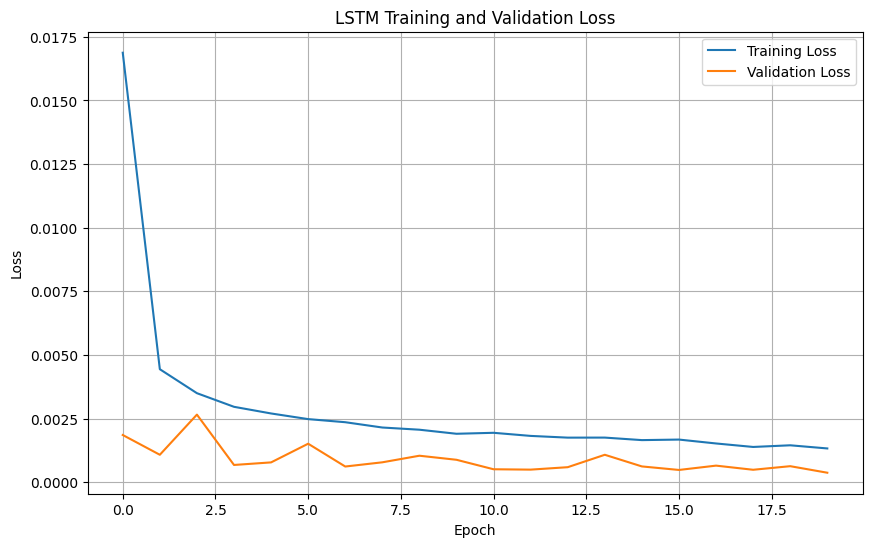 LSTM Training and Validation Loss
Training Loss
Validation Loss
Loss
0.0175
0.0150
0.0125
0.0100
0.0075
0.0050
0.0025
0.0000
0.0 2.5 5.0 7.5 10.0 12.5 15.0 17.5
Epoch